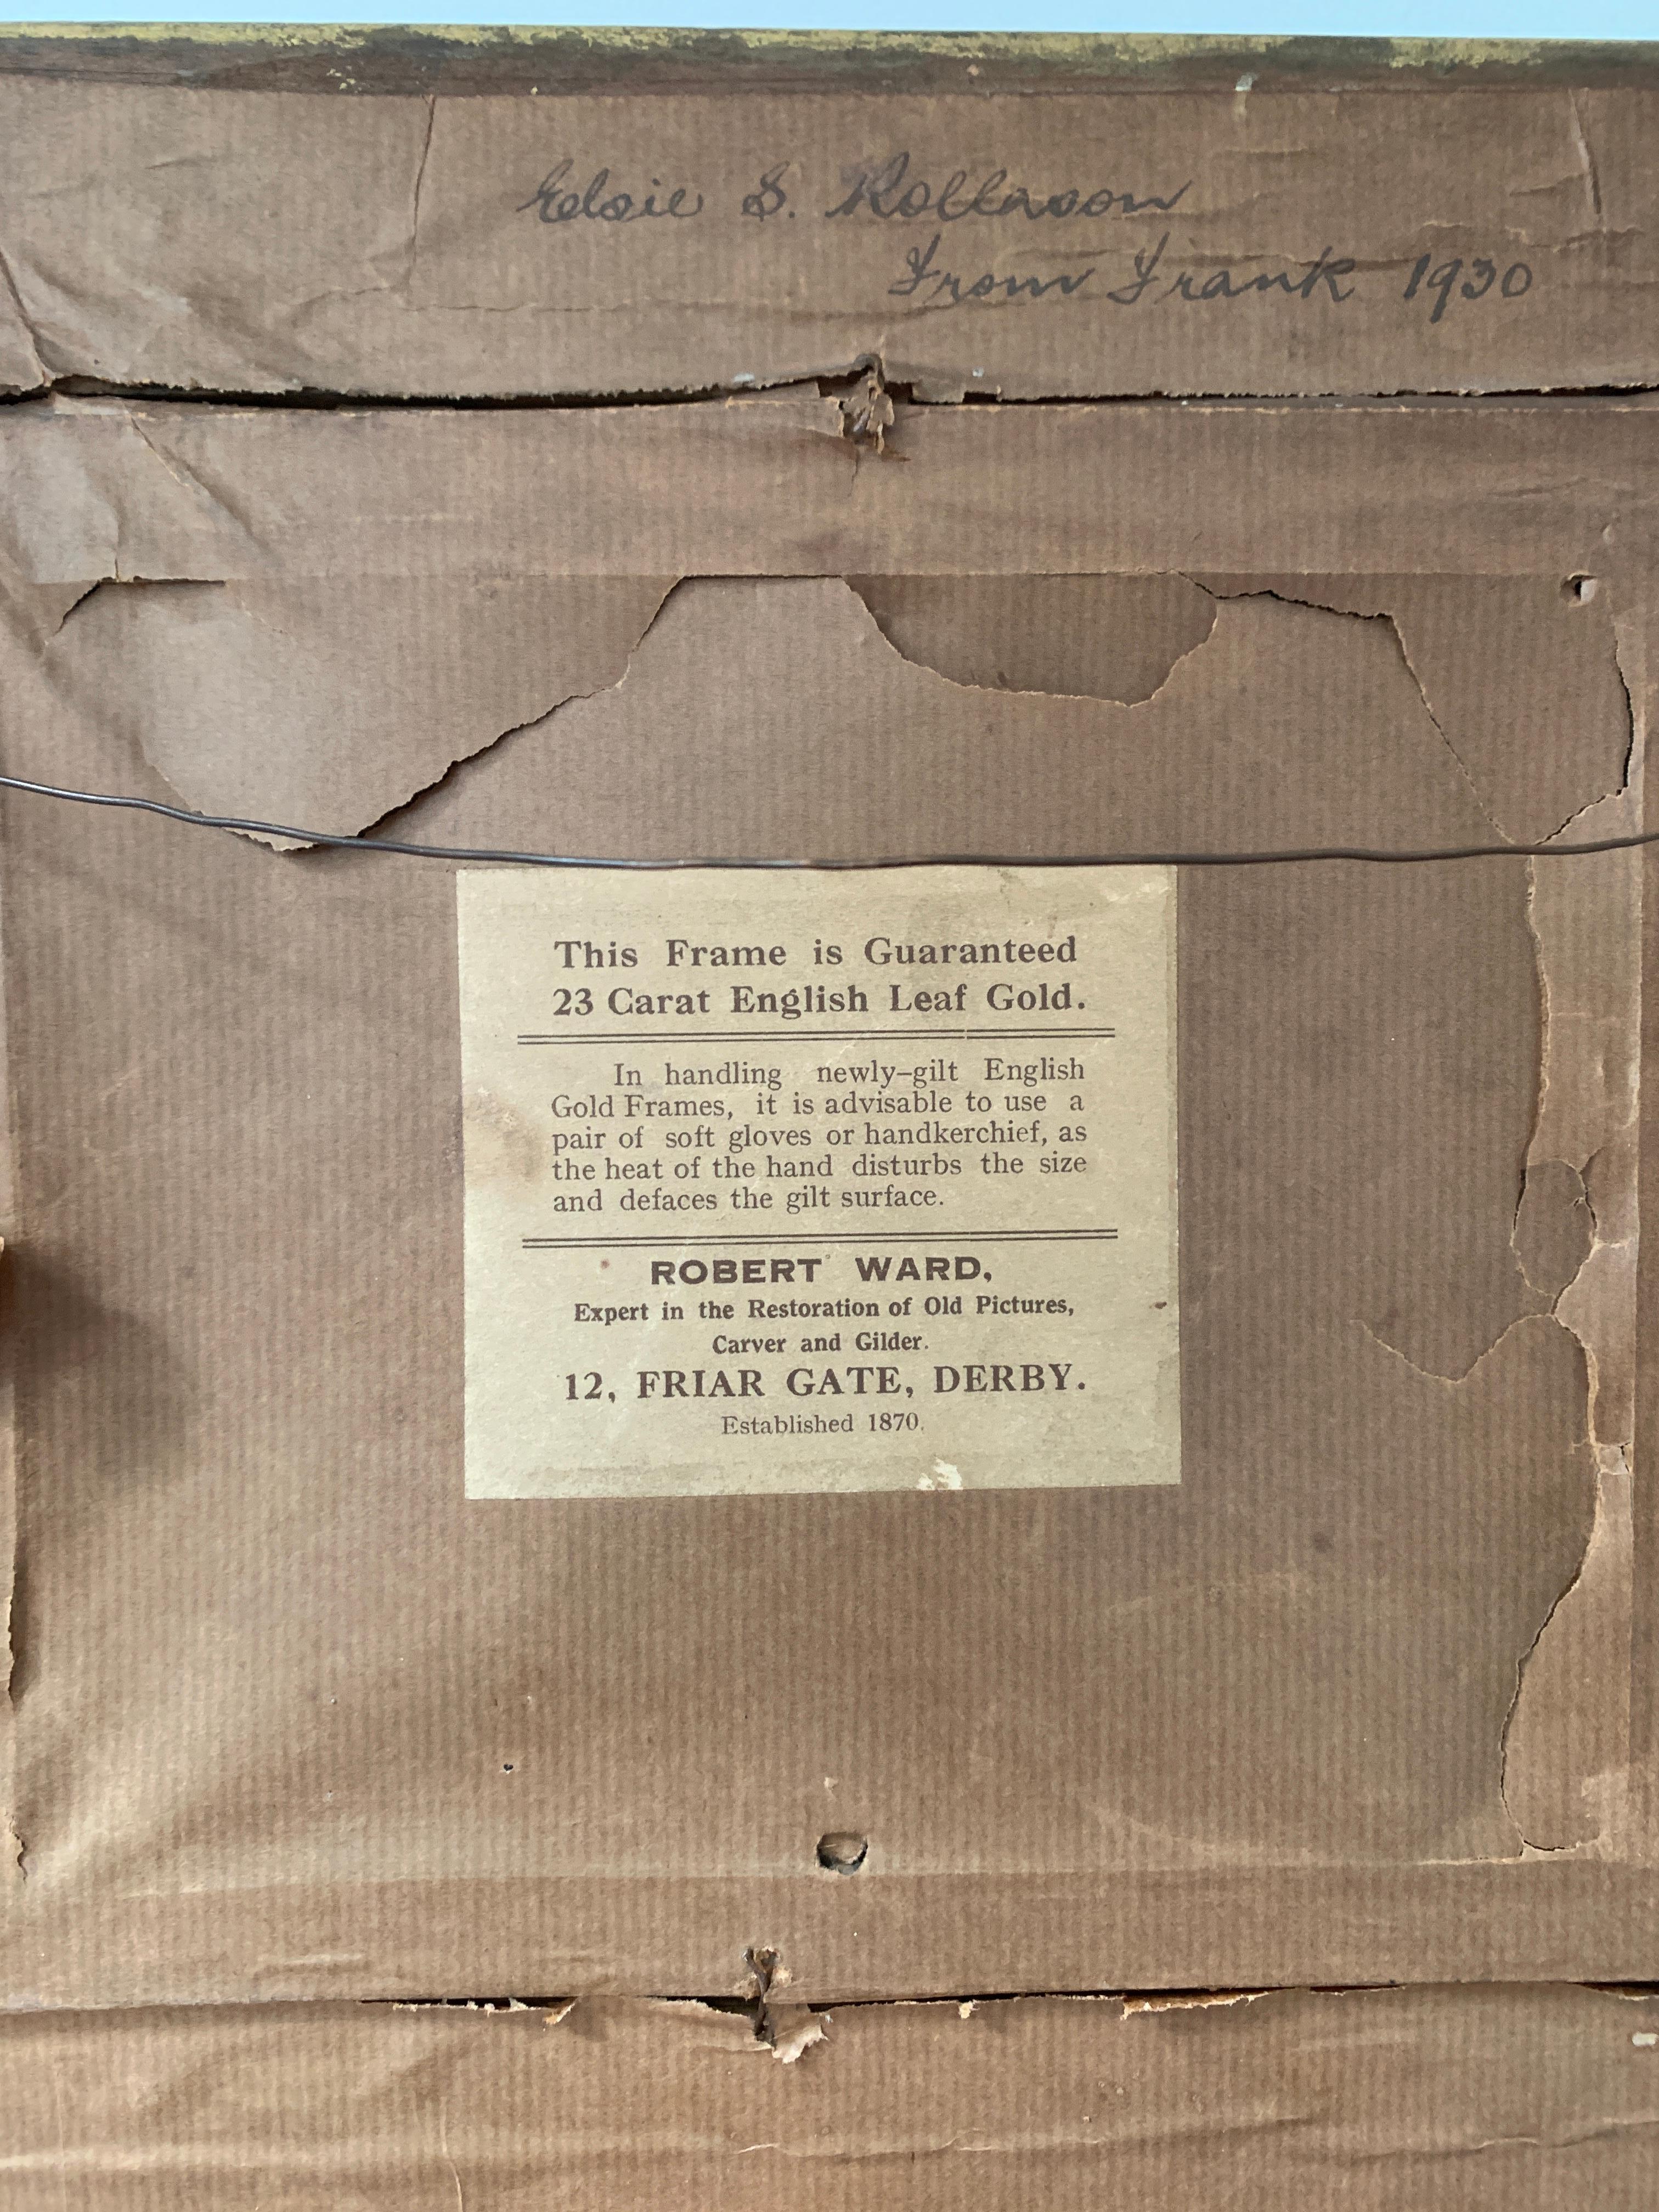 Elsie S. Rollason
From Frank 1930
This Frame is Guaranteed
23 Carat English Leaf Gold.
In handling newly-gilt English
Gold Frames, it is advisable to use a
pair of soft gloves or handkerchief, as
the heat of the hand disturbs the size
and defaces the gilt surface.
ROBERT WARD,
Expert in the Restoration of Old Pictures,
Carver and Gilder.
12, FRIAR GATE, DERBY.
Established 1870.